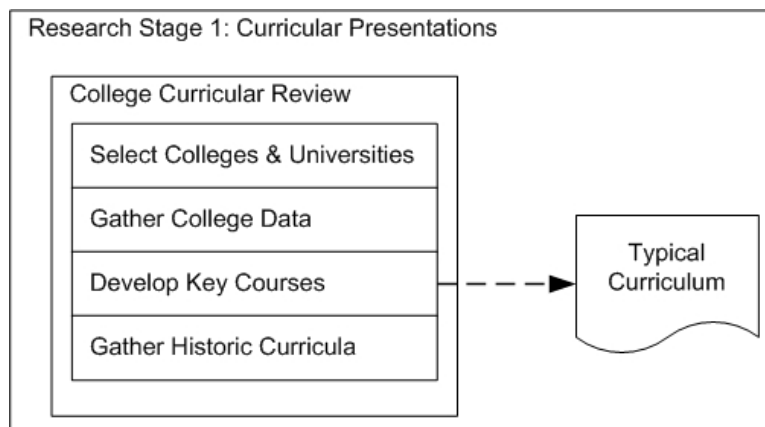 Research Stage 1: Curricular Presentations
College Curricular Review
Select Colleges & Universities
Gather College Data
Develop Key Courses
Gather Historic Curricula
Typical
Curriculum